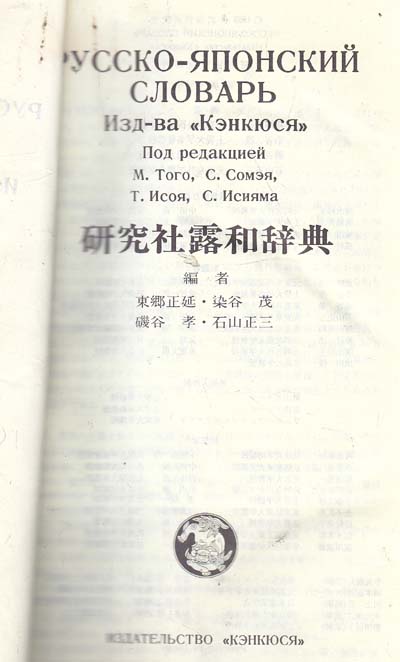 РУССКО-ЯПОНСКИЙ
СЛОВАРЬ
Изд-ва «Кэнкюся»
Под редакцией
М. Того, С. Сомэя,
Т. Исоя, С. Исияма
研究社露和辞典
編者
東郷正延・染谷 茂
磯谷 孝・石山正三
ИЗДАТЕЛЬСТВО «КЭНКЮСЯ»